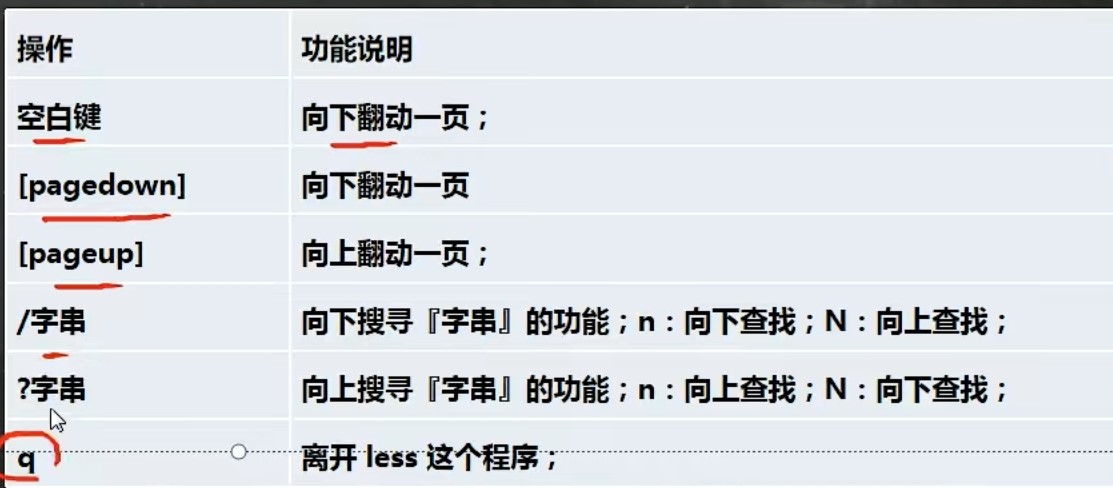 操作 功能说明
空白键 向下翻动一页；
[pagedown] 向下翻动一页
[pageup] 向上翻动一页；
/字串 向下搜寻『字串』的功能；n：向下查找；N：向上查找；
?字串 向上搜寻『字串』的功能；n：向上查找；N：向下查找；
q 离开 less 这个程序；